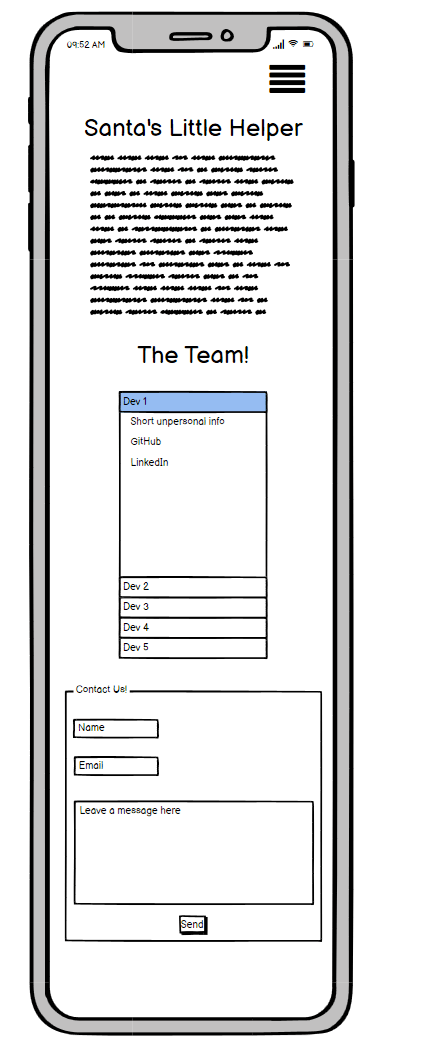 09:52 AM
Santa's Little Helper
The Team!
Dev 1
Short unpersonal info
GitHub
LinkedIn
Dev 2
Dev 3
Dev 4
Dev 5
Contact Us!
Name
Email
Leave a message here
Send